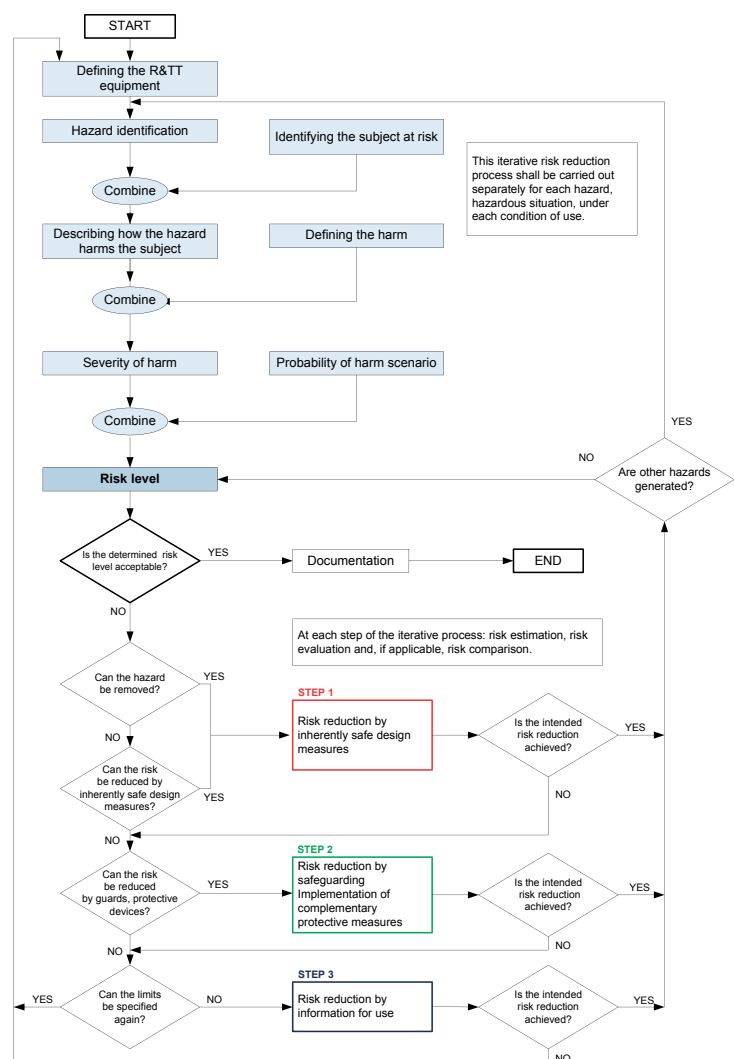 START
Defining the R&TT
equipment
Hazard identification
Identifying the subject at risk
This iterative risk reduction
process shall be carried out
separately for each hazard,
hazardous situation, under
each condition of use.
Combine
Describing how the hazard
harms the subject
Defining the harm
Combine
Severity of harm
Probability of harm scenario
Combine
YES
NO
Are other hazards
generated?
Risk level
Is the determined risk
level acceptable?
YES
Documentation
END
NO
At each step of the iterative process: risk estimation, risk
evaluation and, if applicable, risk comparison.
Can the hazard
be removed?
YES
STEP 1
Risk reduction by
inherently safe design
measures
Is the intended
risk reduction
achieved?
YES
NO
Can the risk
be reduced by
inherently safe design
measures?
YES
NO
NO
STEP 2
Can the risk
be reduced
by guards, protective
devices?
YES
Risk reduction by
safeguarding
Implementation of
complementary
protective measures
Is the intended
risk reduction
achieved?
YES
NO
NO
STEP 3
YES
Can the limits
be specified
again?
NO
Risk reduction by
information for use
Is the intended
risk reduction
achieved?
YES
NO